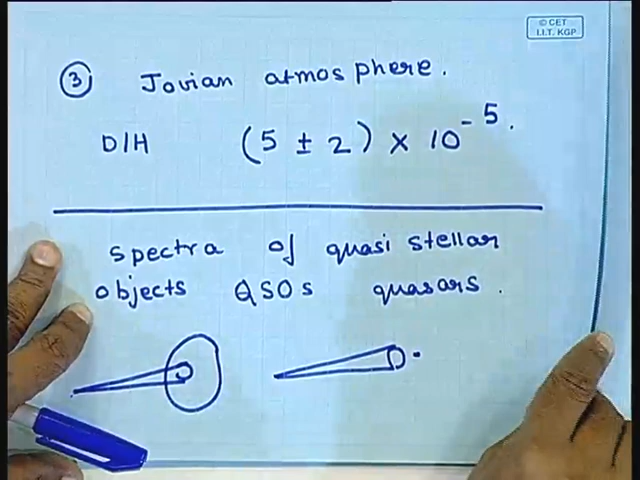 © CET
I.I.T. KGP
③ Jovian atmosphere.
D/H (5 ± 2) × 10⁻⁵.
spectra of quasi stellar
objects QSOs quasars.